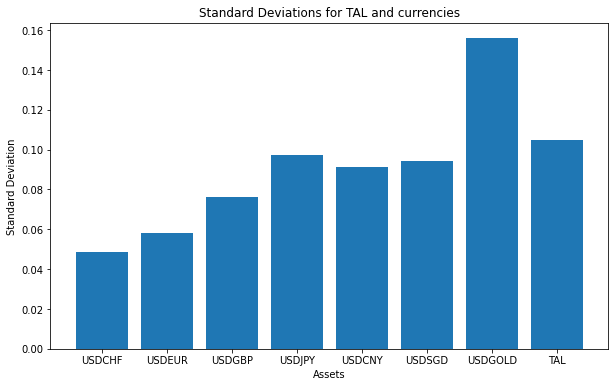 Standard Deviations for TAL and currencies
0.16
0.14
0.12
0.10
0.08
0.06
0.04
0.02
0.00
Standard Deviation
USDCHF USDEUR USDGBP USDJPY USDCNY USDSGD USDGOLD TAL
Assets